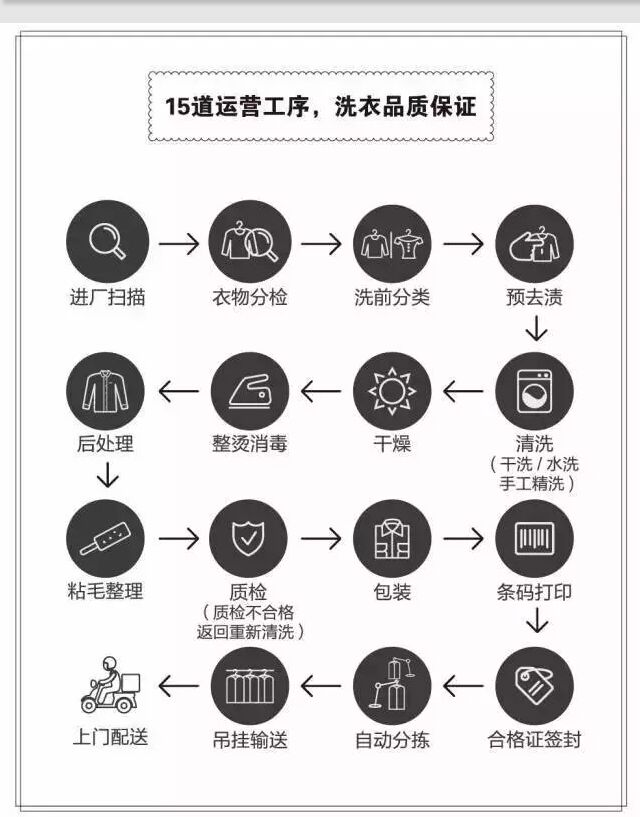 15道运营工序，洗衣品质保证
进厂扫描
衣物分检
洗前分类
预去渍
后处理
整烫消毒
干燥
清洗
（干洗 / 水洗
手工精洗）
粘毛整理
质检
（质检不合格
返回重新清洗）
包装
条码打印
上门配送
吊挂输送
自动分拣
合格证签封